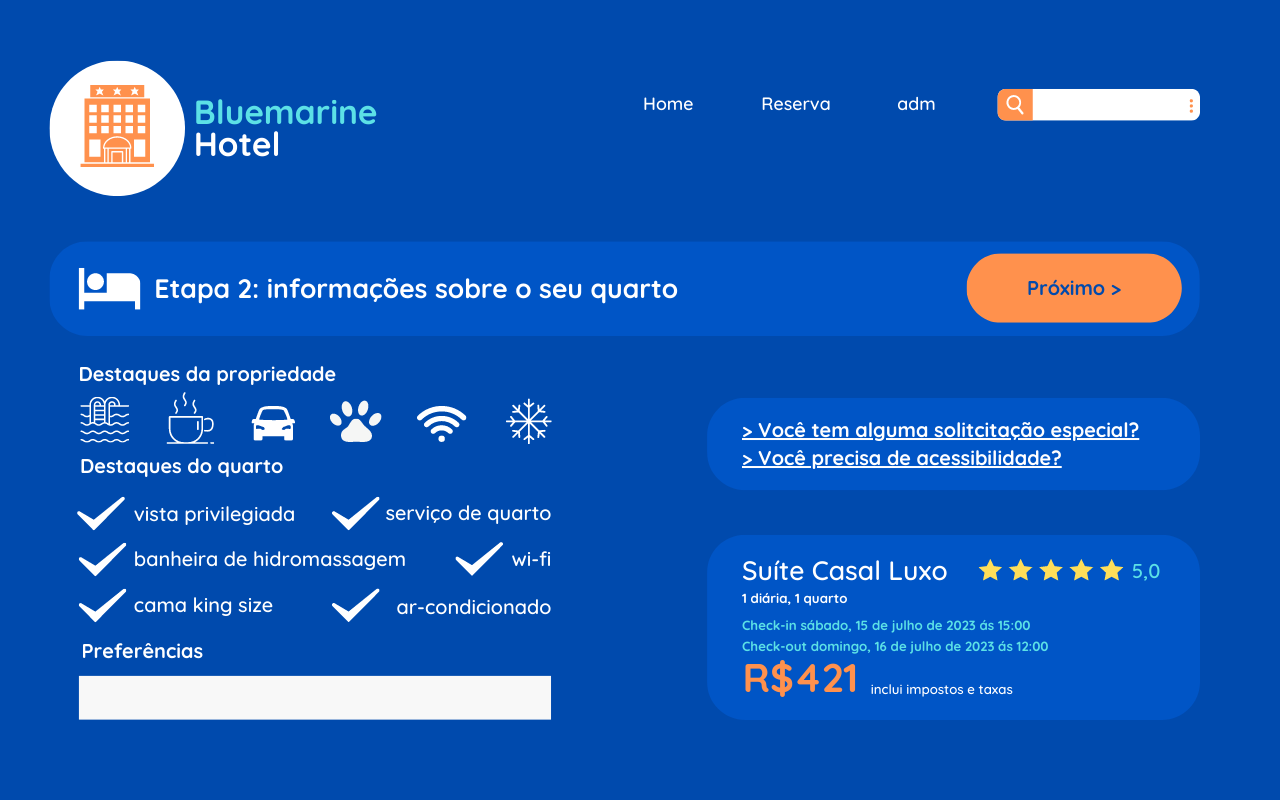 Bluemarine
Hotel
Home
Reserva
adm
Etapa 2: informações sobre o seu quarto
Próximo >
Destaques da propriedade
Destaques do quarto
vista privilegiada
serviço de quarto
banheira de hidromassagem
wi-fi
cama king size
ar-condicionado
Preferências
> Você tem alguma solitcitação especial?
> Você precisa de acessibilidade?
Suíte Casal Luxo
5,0
1 diária, 1 quarto
Check-in sábado, 15 de julho de 2023 ás 15:00
Check-out domingo, 16 de julho de 2023 ás 12:00
R$421
inclui impostos e taxas